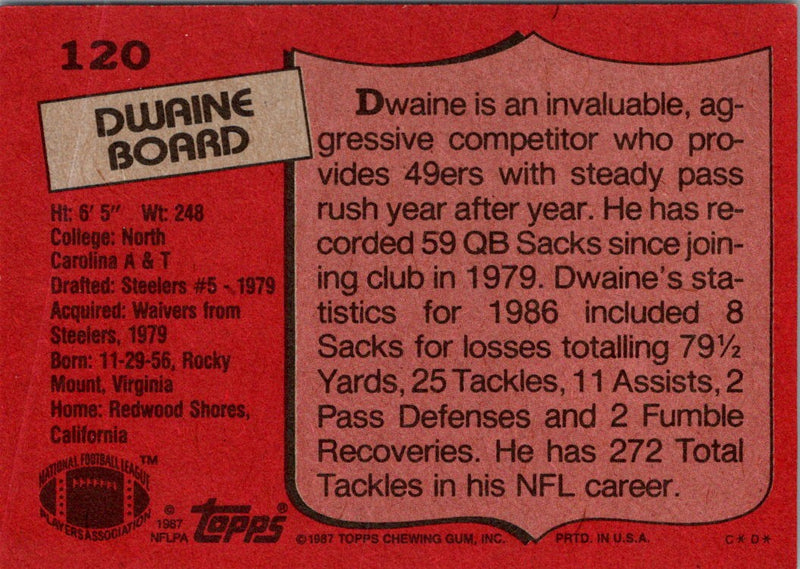 120
DWAINE
BOARD
Ht: 6' 5" Wt: 248
College: North
Carolina A & T
Drafted: Steelers #5 - 1979
Acquired: Waivers from
Steelers, 1979
Born: 11-29-56, Rocky
Mount, Virginia
Home: Redwood Shores,
California
NATIONAL FOOTBALL LEAGUE
PLAYERS ASSOCIATION
™
© 1987
NFLPA
Topps®
Dwaine is an invaluable, ag-
gressive competitor who pro-
vides 49ers with steady pass
rush year after year. He has re-
corded 59 QB Sacks since join-
ing club in 1979. Dwaine's sta-
tistics for 1986 included 8
Sacks for losses totalling 79½
Yards, 25 Tackles, 11 Assists, 2
Pass Defenses and 2 Fumble
Recoveries. He has 272 Total
Tackles in his NFL career.
© 1987 TOPPS CHEWING GUM, INC. PRTD. IN U.S.A. C * D *